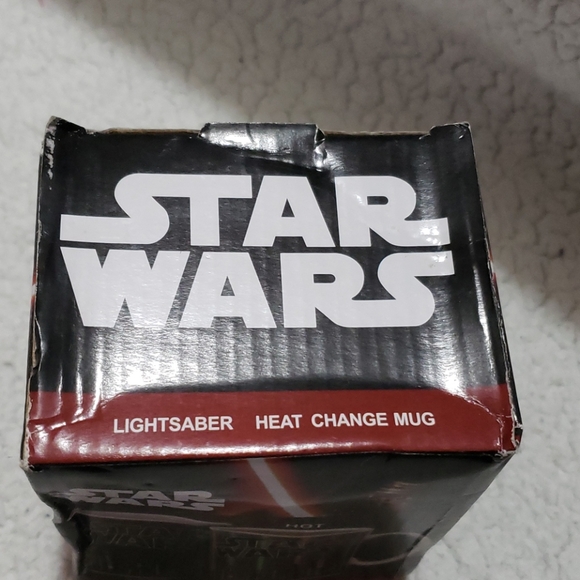 STAR
WARS
LIGHTSABER HEAT CHANGE MUG
STAR
WARS
HOT